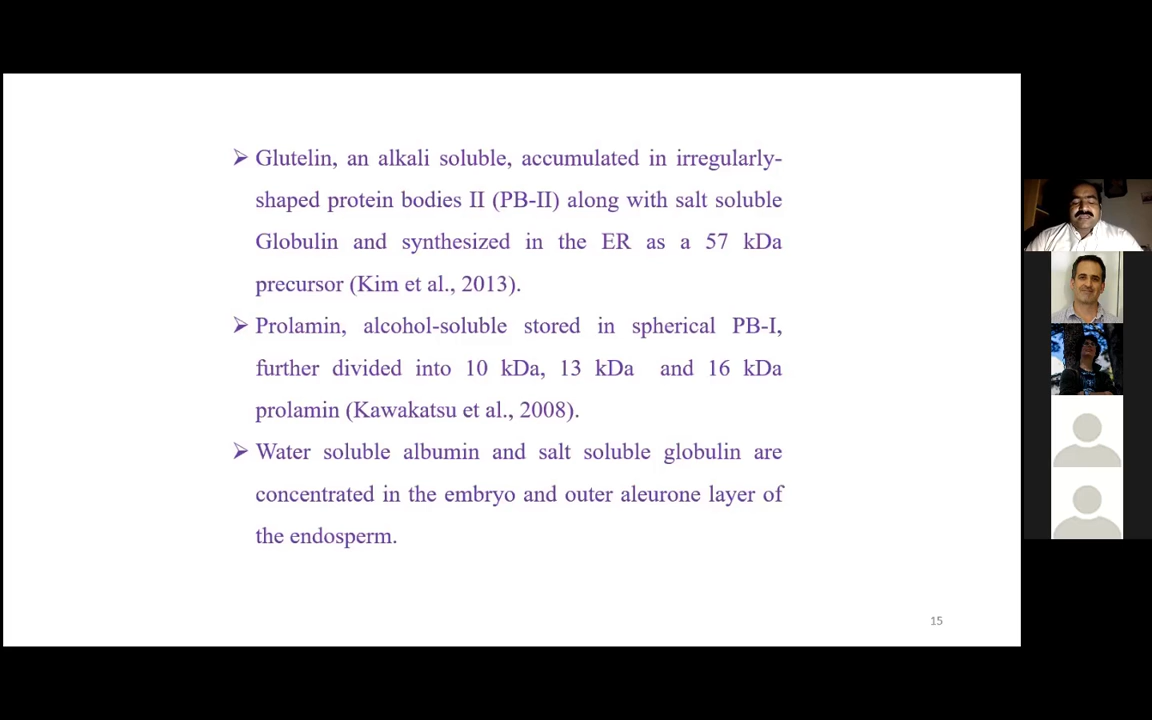 ➢ Glutelin, an alkali soluble, accumulated in irregularly-
shaped protein bodies II (PB-II) along with salt soluble
Globulin and synthesized in the ER as a 57 kDa
precursor (Kim et al., 2013).
➢ Prolamin, alcohol-soluble stored in spherical PB-I,
further divided into 10 kDa, 13 kDa and 16 kDa
prolamin (Kawakatsu et al., 2008).
➢ Water soluble albumin and salt soluble globulin are
concentrated in the embryo and outer aleurone layer of
the endosperm.
15